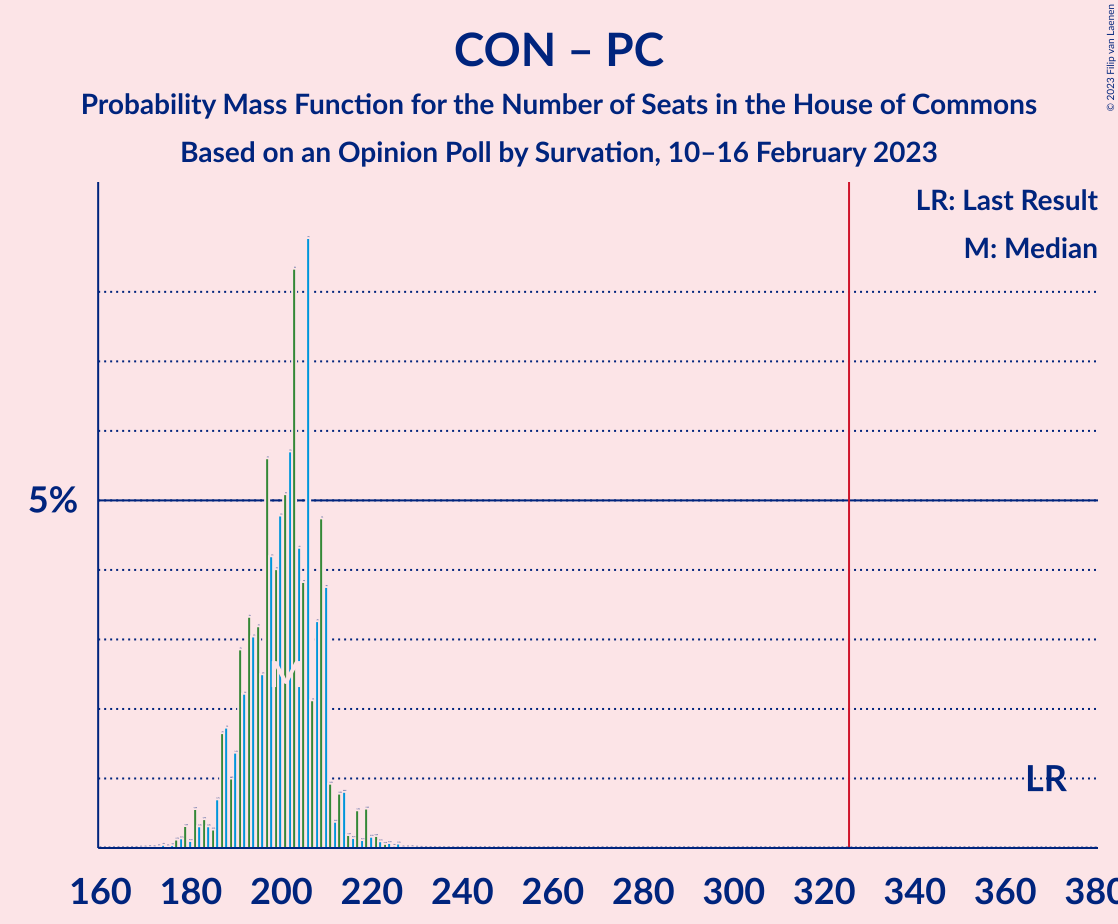 CON – PC
Probability Mass Function for the Number of Seats in the House of Commons
Based on an Opinion Poll by Survation, 10–16 February 2023
© 2023 Filip van Laenen
LR: Last Result
M: Median
5%
M
LR
160 180 200 220 240 260 280 300 320 340 360 380